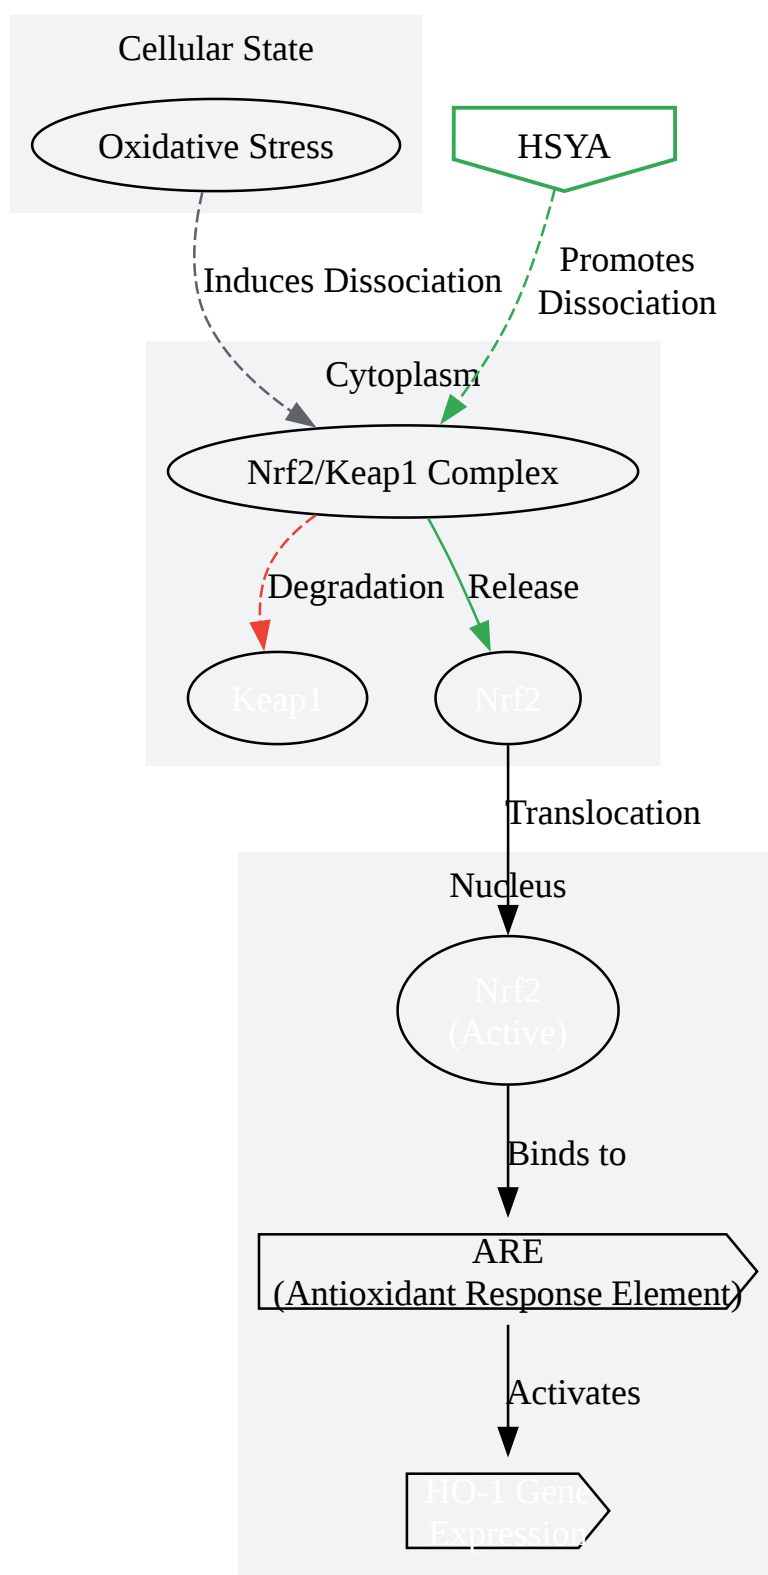 Cellular State
Oxidative Stress
HSYA
Induces Dissociation
Promotes
Dissociation
Cytoplasm
Nrf2/Keap1 Complex
Degradation
Release
Keap1
Nrf2
Translocation
Nucleus
Nrf2
(Active)
Binds to
ARE
(Antioxidant Response Element)
Activates
HO-1 Gene
Expression